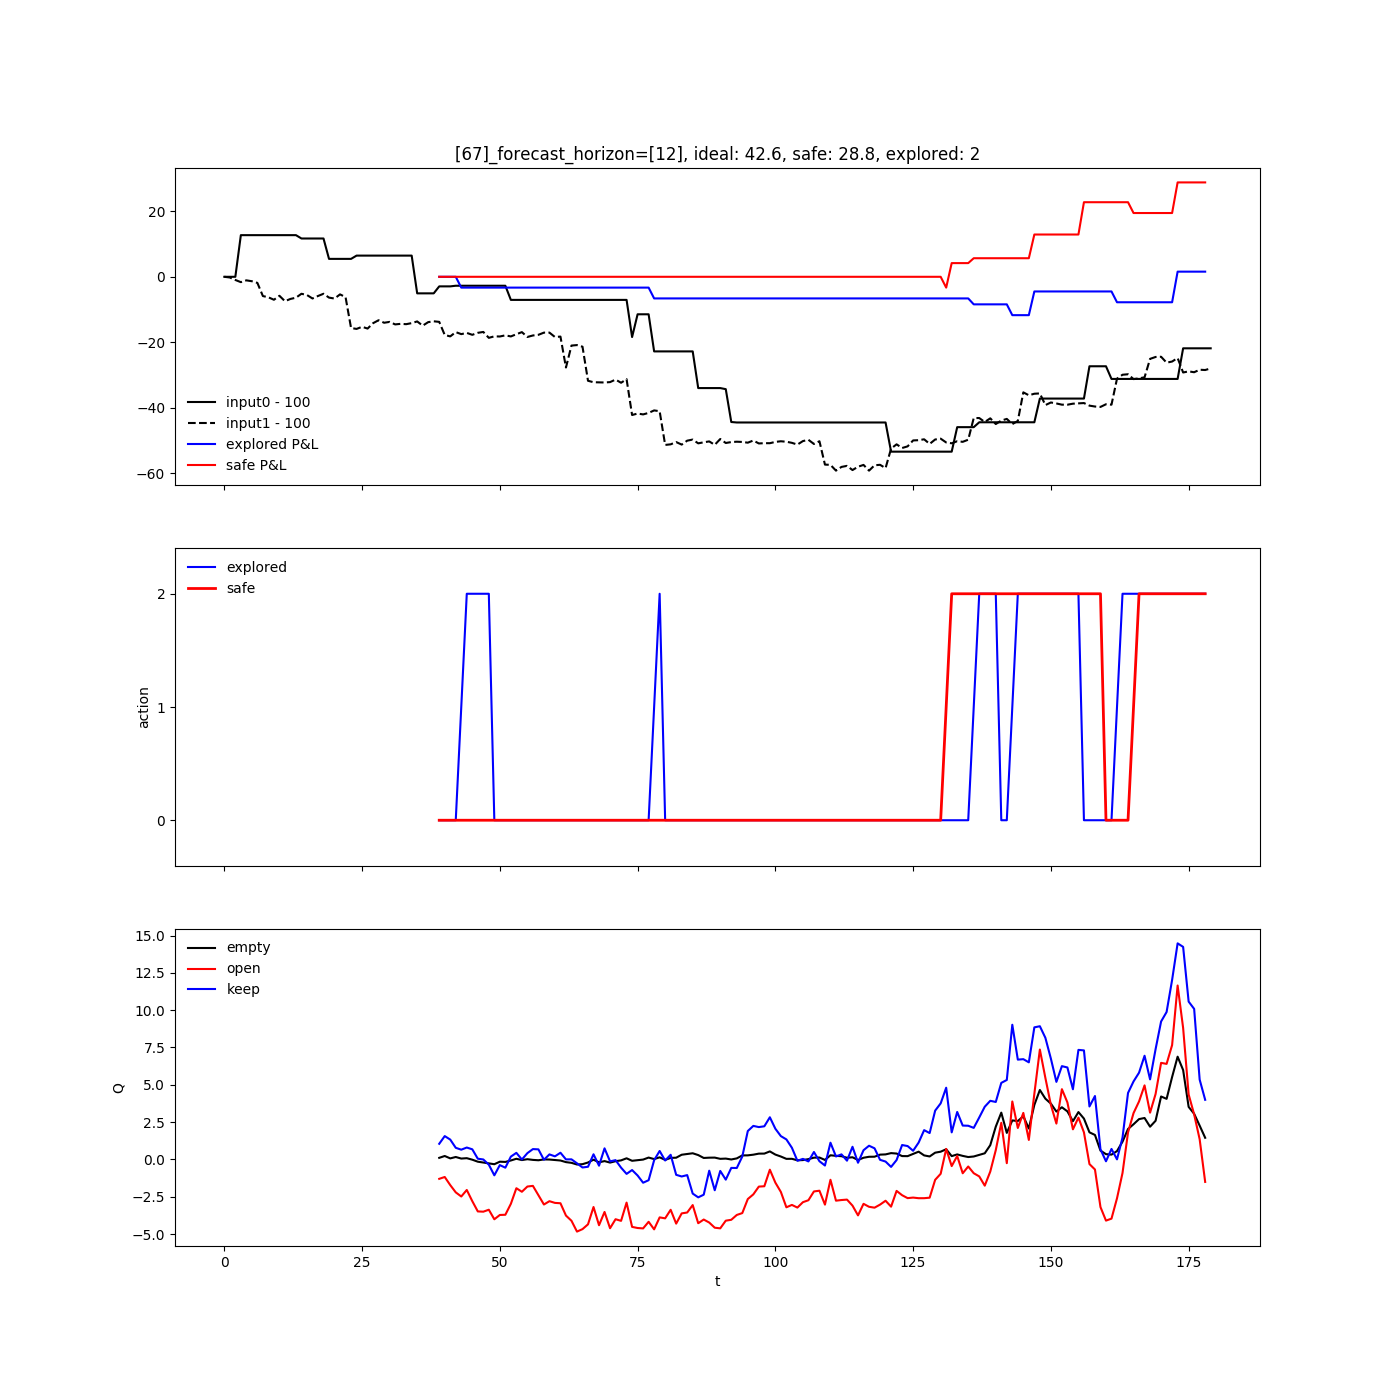 [67]_forecast_horizon=[12], ideal: 42.6, safe: 28.8, explored: 2
20
0
−20
−40
−60
input0 - 100
input1 - 100
explored P&L
safe P&L
explored
safe
2
1
0
action
empty
open
keep
15.0
12.5
10.0
7.5
5.0
2.5
0.0
−2.5
−5.0
Q
0
25
50
75
100
125
150
175
t